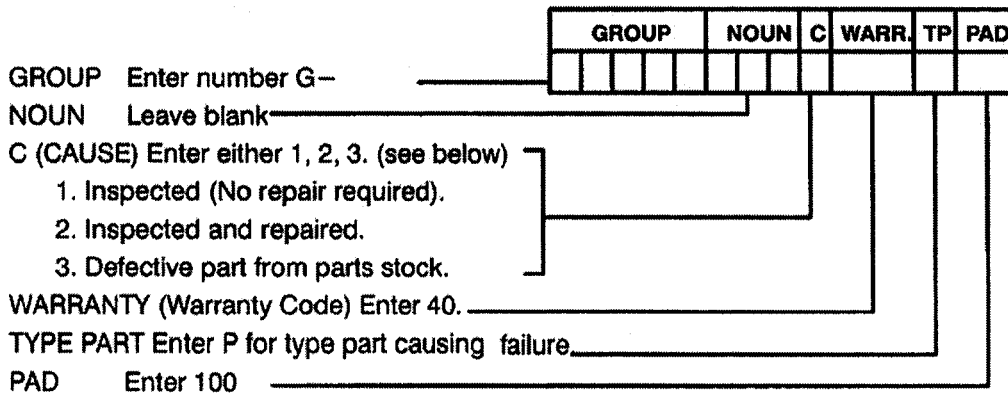 GROUP NOUN C WARR. TP PAD
GROUP Enter number G–
NOUN Leave blank
C (CAUSE) Enter either 1, 2, 3. (see below)
1. Inspected (No repair required).
2. Inspected and repaired.
3. Defective part from parts stock.
WARRANTY (Warranty Code) Enter 40.
TYPE PART Enter P for type part causing failure
PAD Enter 100